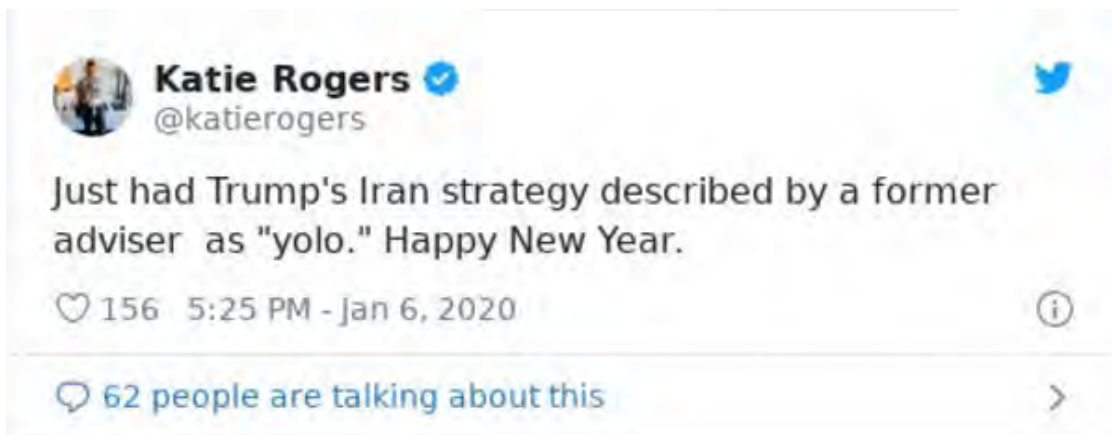 Katie Rogers
@katierogers
Just had Trump's Iran strategy described by a former
adviser  as "yolo." Happy New Year.
156 5:25 PM - Jan 6, 2020
62 people are talking about this